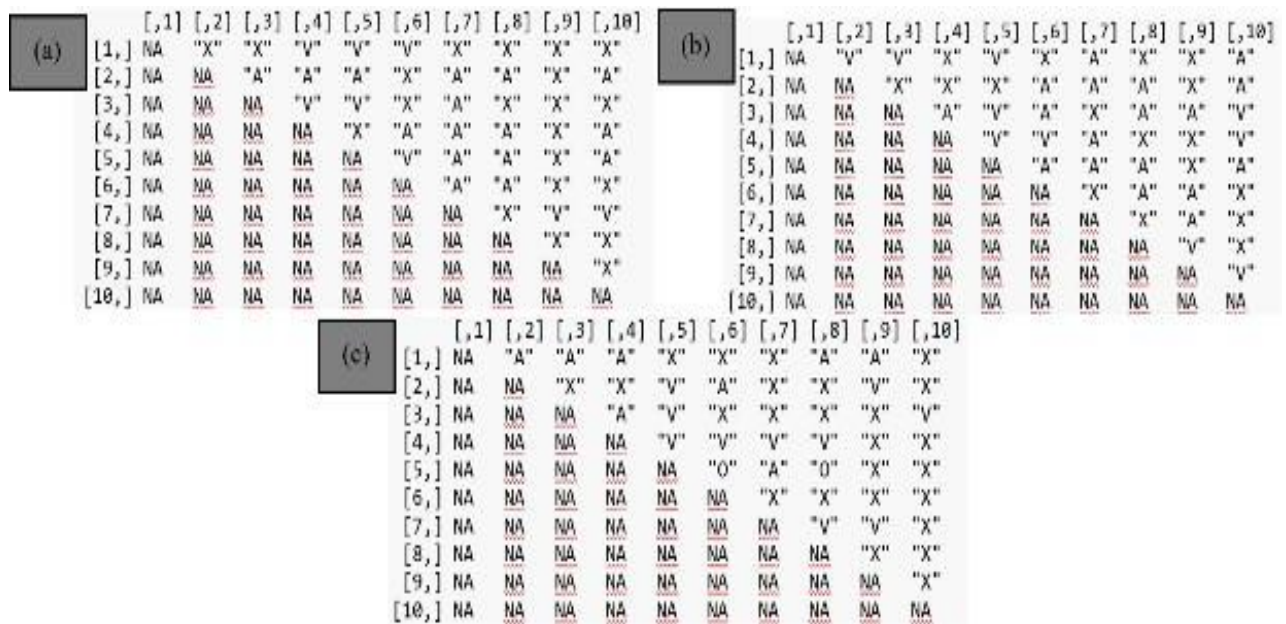 (a)
[,1] [,2] [,3] [,4] [,5] [,6] [,7] [,8] [,9] [,10]
[1,] NA "X" "X" "V" "V" "V" "X" "X" "X" "X"
[2,] NA NA "A" "A" "A" "X" "A" "A" "X" "A"
[3,] NA NA NA "V" "V" "X" "A" "X" "X" "X"
[4,] NA NA NA NA "X" "A" "A" "A" "X" "A"
[5,] NA NA NA NA NA "V" "A" "A" "X" "A"
[6,] NA NA NA NA NA NA "A" "A" "X" "X"
[7,] NA NA NA NA NA NA NA "X" "V" "V"
[8,] NA NA NA NA NA NA NA NA "X" "X"
[9,] NA NA NA NA NA NA NA NA NA "X"
[10,] NA NA NA NA NA NA NA NA NA NA
(b)
[,1] [,2] [,3] [,4] [,5] [,6] [,7] [,8] [,9] [,10]
[1,] NA "V" "V" "X" "V" "X" "A" "X" "X" "A"
[2,] NA NA "X" "X" "X" "A" "A" "A" "X" "A"
[3,] NA NA NA "A" "V" "A" "X" "A" "A" "V"
[4,] NA NA NA NA "V" "V" "A" "X" "X" "V"
[5,] NA NA NA NA NA "A" "A" "A" "X" "A"
[6,] NA NA NA NA NA NA "X" "A" "A" "X"
[7,] NA NA NA NA NA NA NA "X" "A" "X"
[8,] NA NA NA NA NA NA NA NA "V" "X"
[9,] NA NA NA NA NA NA NA NA NA "V"
[10,] NA NA NA NA NA NA NA NA NA NA
(c)
[,1] [,2] [,3] [,4] [,5] [,6] [,7] [,8] [,9] [,10]
[1,] NA "A" "A" "A" "X" "X" "X" "A" "A" "X"
[2,] NA NA "X" "X" "V" "A" "X" "X" "V" "X"
[3,] NA NA NA "A" "V" "X" "X" "X" "X" "V"
[4,] NA NA NA NA "V" "V" "V" "V" "X" "X"
[5,] NA NA NA NA NA "O" "A" "O" "X" "X"
[6,] NA NA NA NA NA NA "X" "X" "X" "X"
[7,] NA NA NA NA NA NA NA "V" "V" "X"
[8,] NA NA NA NA NA NA NA NA "X" "X"
[9,] NA NA NA NA NA NA NA NA NA "X"
[10,] NA NA NA NA NA NA NA NA NA NA